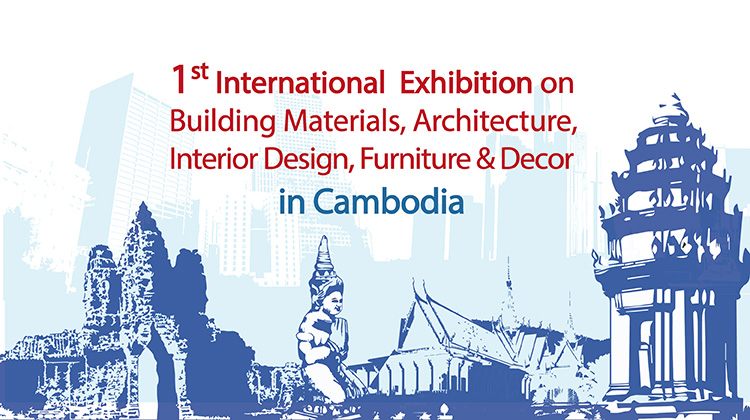 1st International Exhibition on
Building Materials, Architecture,
Interior Design, Furniture & Decor
in Cambodia